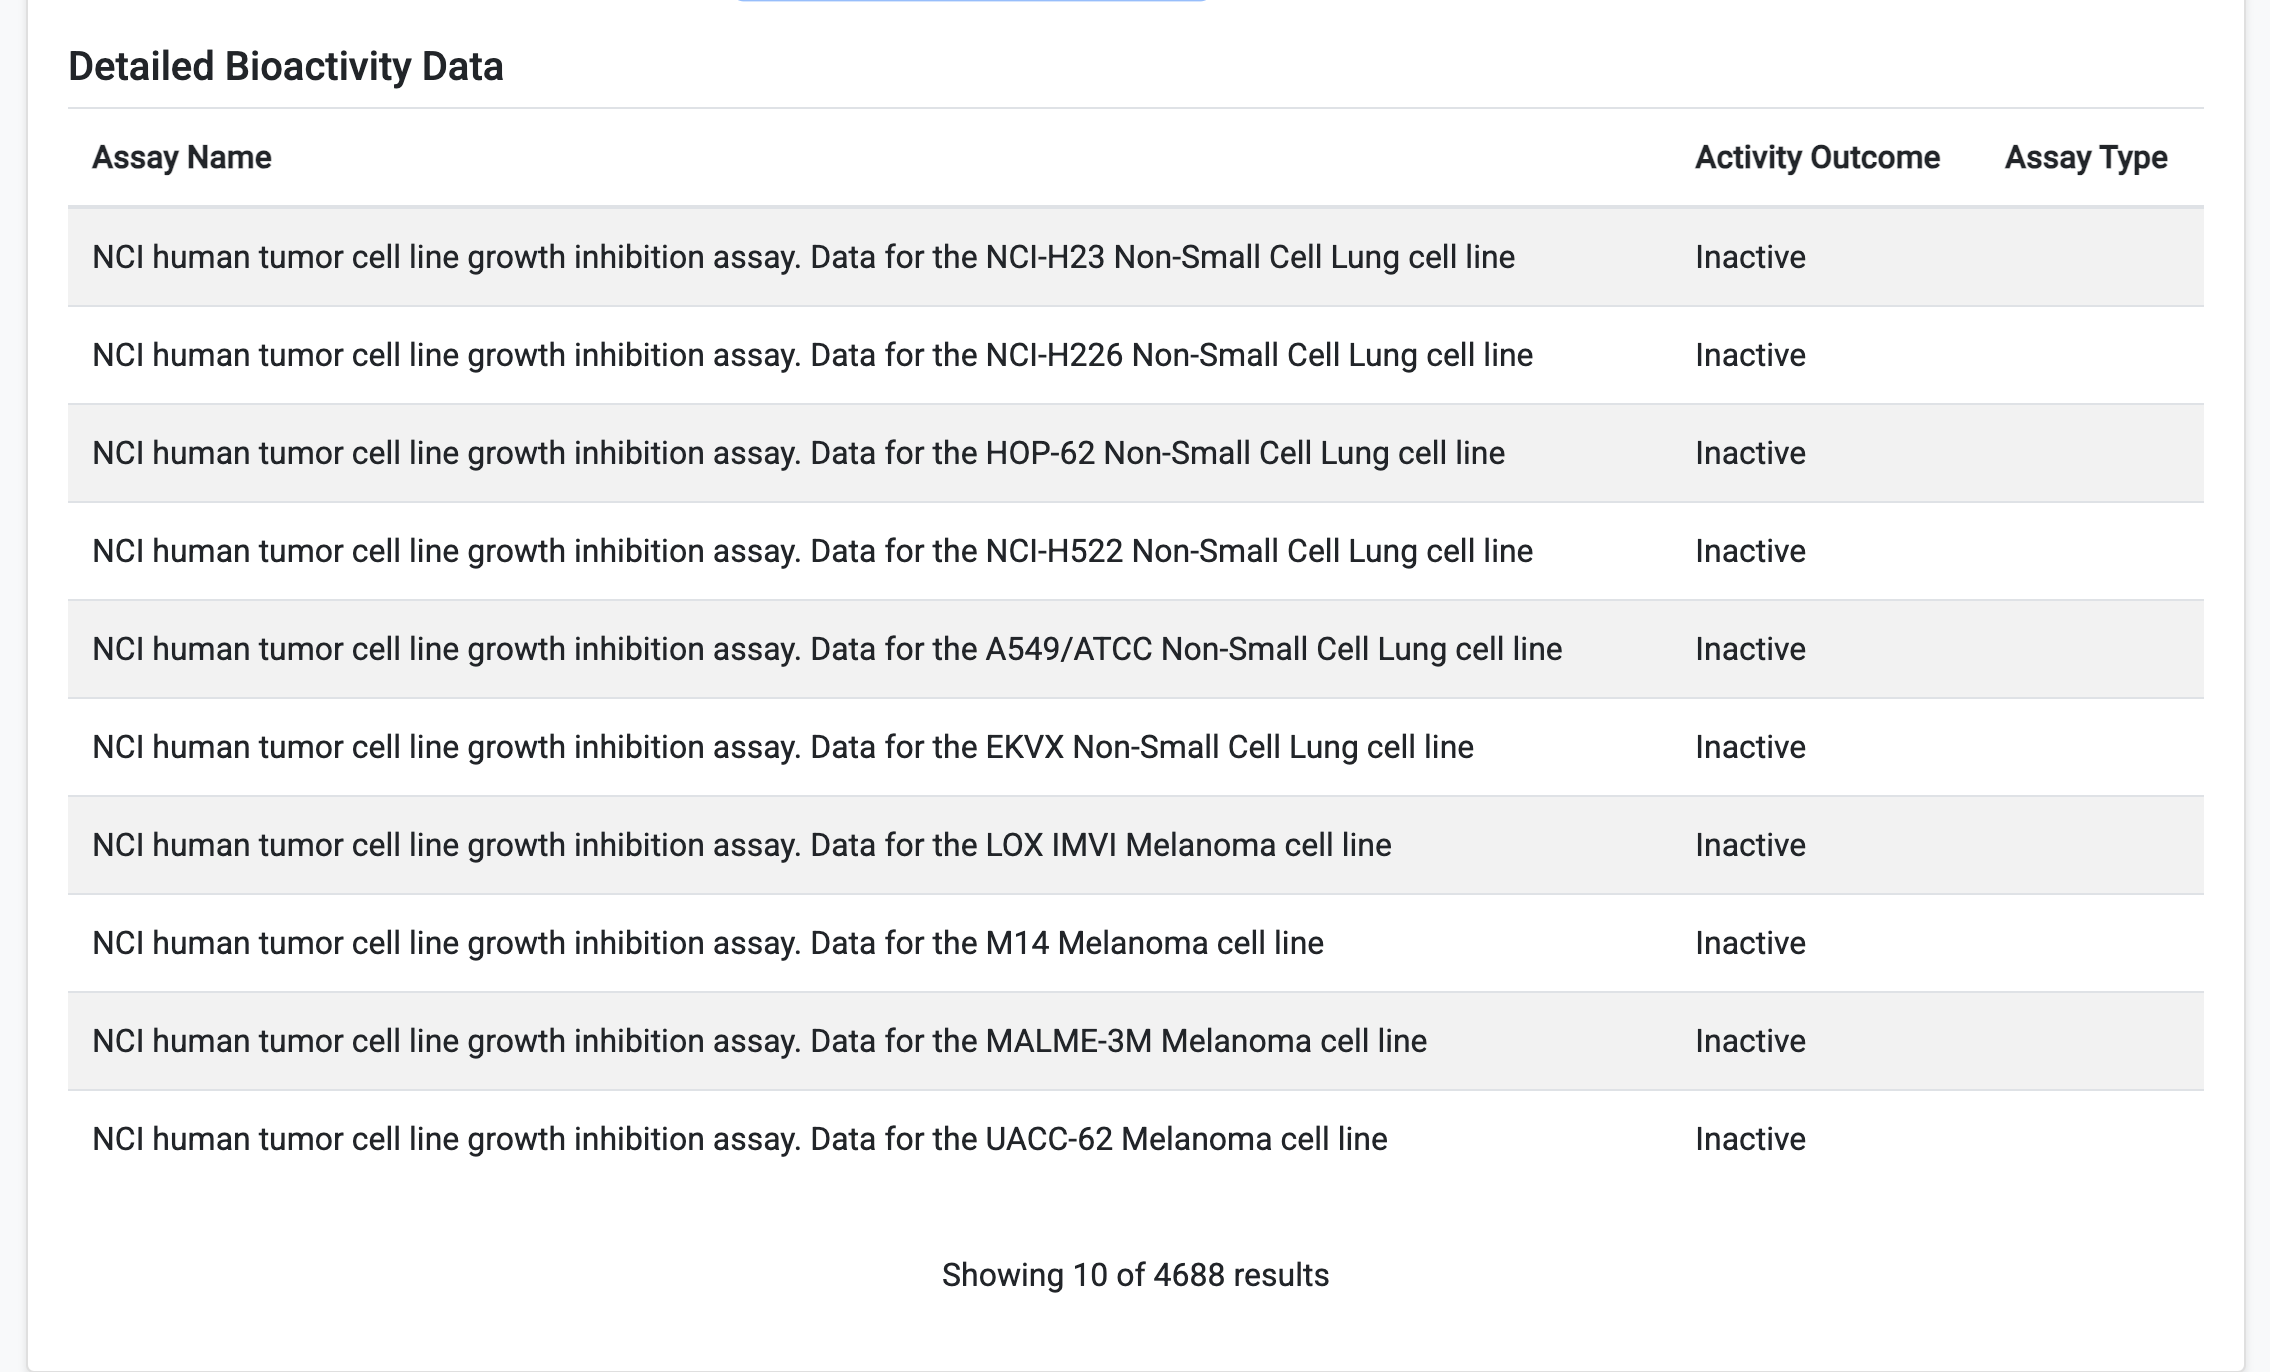 Detailed Bioactivity Data
Assay Name Activity Outcome Assay Type
NCI human tumor cell line growth inhibition assay. Data for the NCI-H23 Non-Small Cell Lung cell line Inactive
NCI human tumor cell line growth inhibition assay. Data for the NCI-H226 Non-Small Cell Lung cell line Inactive
NCI human tumor cell line growth inhibition assay. Data for the HOP-62 Non-Small Cell Lung cell line Inactive
NCI human tumor cell line growth inhibition assay. Data for the NCI-H522 Non-Small Cell Lung cell line Inactive
NCI human tumor cell line growth inhibition assay. Data for the A549/ATCC Non-Small Cell Lung cell line Inactive
NCI human tumor cell line growth inhibition assay. Data for the EKVX Non-Small Cell Lung cell line Inactive
NCI human tumor cell line growth inhibition assay. Data for the LOX IMVI Melanoma cell line Inactive
NCI human tumor cell line growth inhibition assay. Data for the M14 Melanoma cell line Inactive
NCI human tumor cell line growth inhibition assay. Data for the MALME-3M Melanoma cell line Inactive
NCI human tumor cell line growth inhibition assay. Data for the UACC-62 Melanoma cell line Inactive
Showing 10 of 4688 results